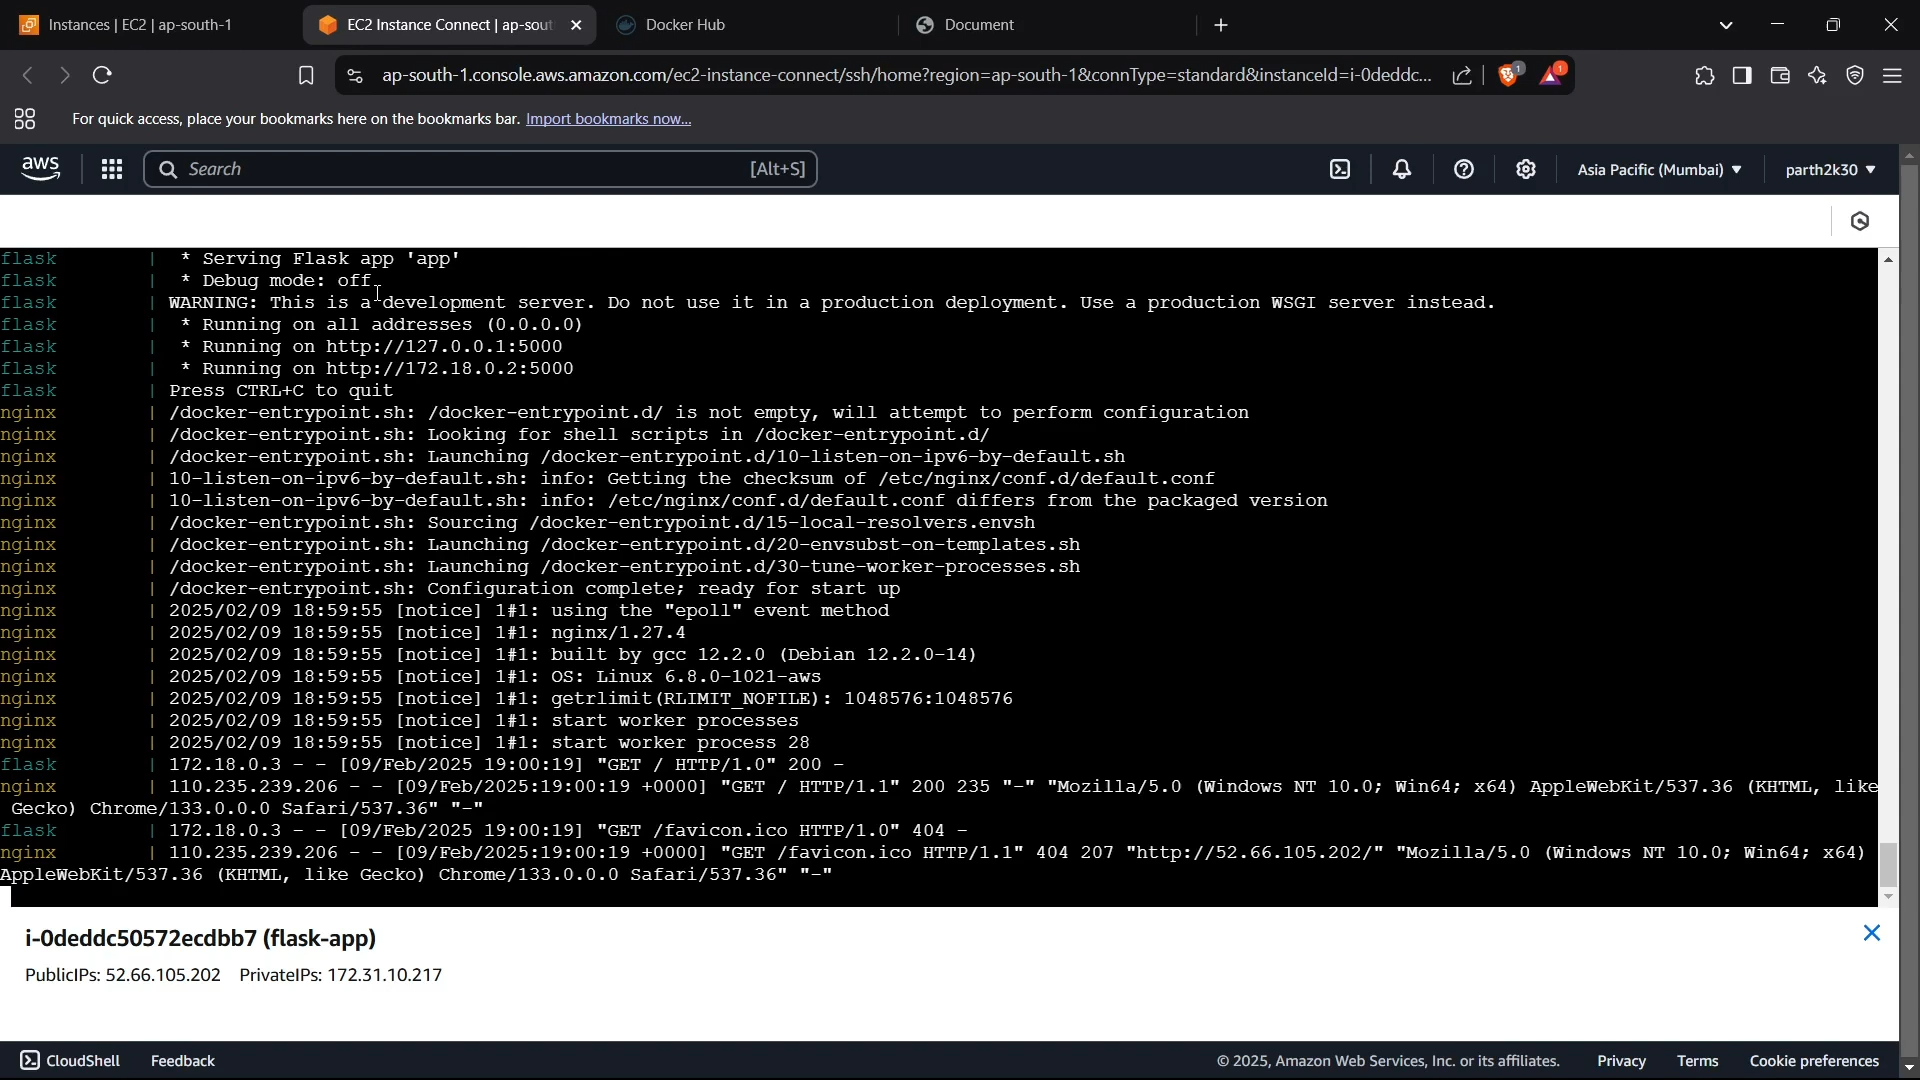 Instances | EC2 | ap-south-1
EC2 Instance Connect | ap-sout
Docker Hub
Document
ap-south-1.console.aws.amazon.com/ec2-instance-connect/ssh/home?region=ap-south-1&connType=standard&instanceId=i-0deddc...
1
1
For quick access, place your bookmarks here on the bookmarks bar. Import bookmarks now...
aws
Search
[Alt+S]
Asia Pacific (Mumbai)
parth2k30
flask | * Serving Flask app 'app'
flask | * Debug mode: off
flask | WARNING: This is a development server. Do not use it in a production deployment. Use a production WSGI server instead.
flask | * Running on all addresses (0.0.0.0)
flask | * Running on http://127.0.0.1:5000
flask | * Running on http://172.18.0.2:5000
flask | Press CTRL+C to quit
nginx | /docker-entrypoint.sh: /docker-entrypoint.d/ is not empty, will attempt to perform configuration
nginx | /docker-entrypoint.sh: Looking for shell scripts in /docker-entrypoint.d/
nginx | /docker-entrypoint.sh: Launching /docker-entrypoint.d/10-listen-on-ipv6-by-default.sh
nginx | 10-listen-on-ipv6-by-default.sh: info: Getting the checksum of /etc/nginx/conf.d/default.conf
nginx | 10-listen-on-ipv6-by-default.sh: info: /etc/nginx/conf.d/default.conf differs from the packaged version
nginx | /docker-entrypoint.sh: Sourcing /docker-entrypoint.d/15-local-resolvers.envsh
nginx | /docker-entrypoint.sh: Launching /docker-entrypoint.d/20-envsubst-on-templates.sh
nginx | /docker-entrypoint.sh: Launching /docker-entrypoint.d/30-tune-worker-processes.sh
nginx | /docker-entrypoint.sh: Configuration complete; ready for start up
nginx | 2025/02/09 18:59:55 [notice] 1#1: using the "epoll" event method
nginx | 2025/02/09 18:59:55 [notice] 1#1: nginx/1.27.4
nginx | 2025/02/09 18:59:55 [notice] 1#1: built by gcc 12.2.0 (Debian 12.2.0-14)
nginx | 2025/02/09 18:59:55 [notice] 1#1: OS: Linux 6.8.0-1021-aws
nginx | 2025/02/09 18:59:55 [notice] 1#1: getrlimit(RLIMIT_NOFILE): 1048576:1048576
nginx | 2025/02/09 18:59:55 [notice] 1#1: start worker processes
nginx | 2025/02/09 18:59:55 [notice] 1#1: start worker process 28
flask | 172.18.0.3 - - [09/Feb/2025 19:00:19] "GET / HTTP/1.0" 200 -
nginx | 110.235.239.206 - - [09/Feb/2025:19:00:19 +0000] "GET / HTTP/1.1" 200 235 "-" "Mozilla/5.0 (Windows NT 10.0; Win64; x64) AppleWebKit/537.36 (KHTML, like
Gecko) Chrome/133.0.0.0 Safari/537.36" "-"
flask | 172.18.0.3 - - [09/Feb/2025 19:00:19] "GET /favicon.ico HTTP/1.0" 404 -
nginx | 110.235.239.206 - - [09/Feb/2025:19:00:19 +0000] "GET /favicon.ico HTTP/1.1" 404 207 "http://52.66.105.202/" "Mozilla/5.0 (Windows NT 10.0; Win64; x64)
AppleWebKit/537.36 (KHTML, like Gecko) Chrome/133.0.0.0 Safari/537.36" "-"
i-0deddc50572ecdbb7 (flask-app)
PublicIPs: 52.66.105.202 PrivateIPs: 172.31.10.217
CloudShell
Feedback
© 2025, Amazon Web Services, Inc. or its affiliates.
Privacy
Terms
Cookie preferences